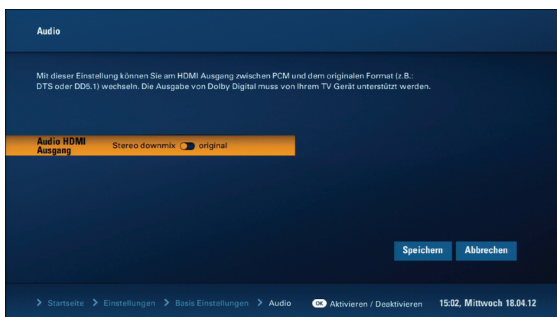 Audio
Mit dieser Einstellung können Sie am HDMI Ausgang zwischen PCM und dem originalen Format (z.B.:
DTS oder DD5.1) wechseln. Die Ausgabe von Dolby Digital muss von Ihrem TV Gerät unterstützt werden.
Audio HDMI
Ausgang
Stereo downmix original
Speichern Abbrechen
> Startseite > Einstellungen > Basis Einstellungen > Audio OK Aktivieren / Deaktivieren 15:02, Mittwoch 18.04.12